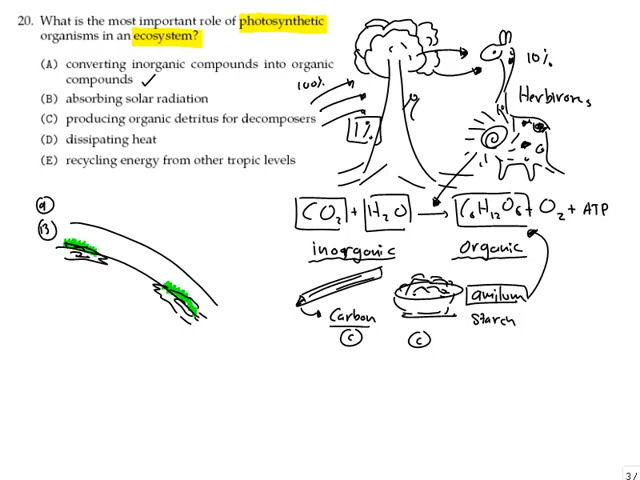 20. What is the most important role of photosynthetic
organisms in an ecosystem?
(A) converting inorganic compounds into organic
compounds
(B) absorbing solar radiation
(C) producing organic detritus for decomposers
(D) dissipating heat
(E) recycling energy from other tropic levels
100%
1%
10%
Herbivores
CO2 + H2O → C6H12O6 + O2 + ATP
inorganic
organic
Carbon
C
amilum
Starch
C
B
3/